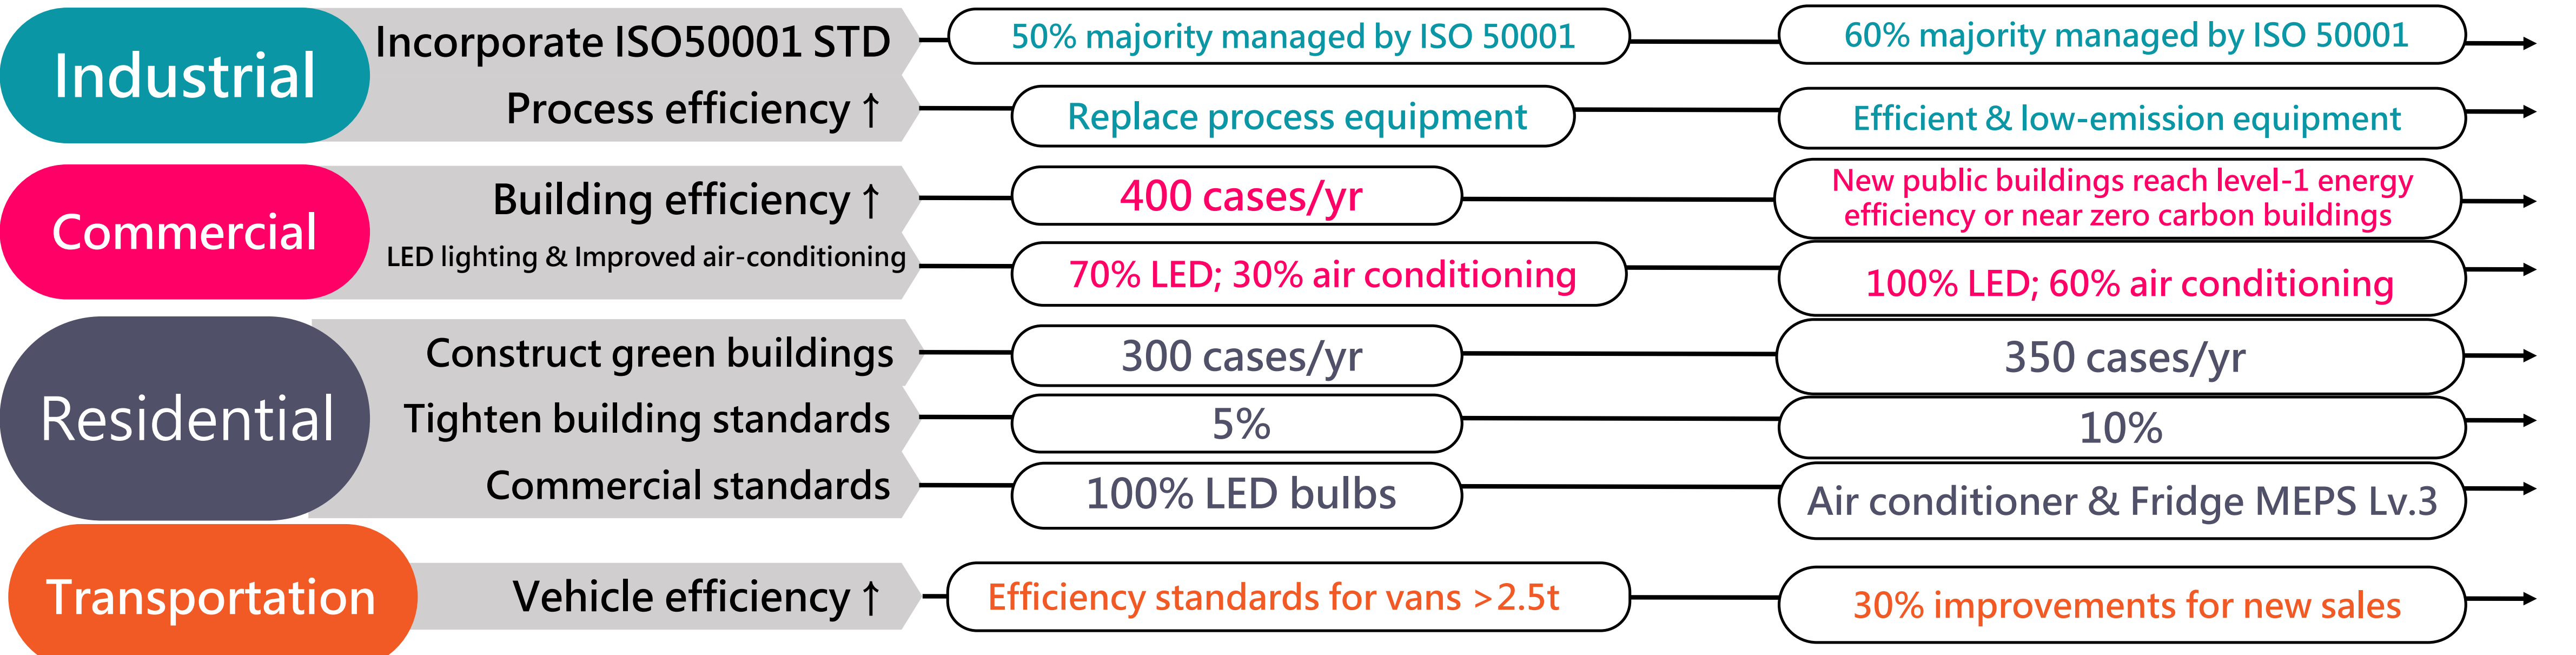 Industrial
Incorporate ISO50001 STD
50% majority managed by ISO 50001
60% majority managed by ISO 50001
Process efficiency ↑
Replace process equipment
Efficient & low-emission equipment
Commercial
Building efficiency ↑
400 cases/yr
New public buildings reach level-1 energy
efficiency or near zero carbon buildings
LED lighting & Improved air-conditioning
70% LED; 30% air conditioning
100% LED; 60% air conditioning
Residential
Construct green buildings
300 cases/yr
350 cases/yr
Tighten building standards
5%
10%
Commercial standards
100% LED bulbs
Air conditioner & Fridge MEPS Lv.3
Transportation
Vehicle efficiency ↑
Efficiency standards for vans >2.5t
30% improvements for new sales